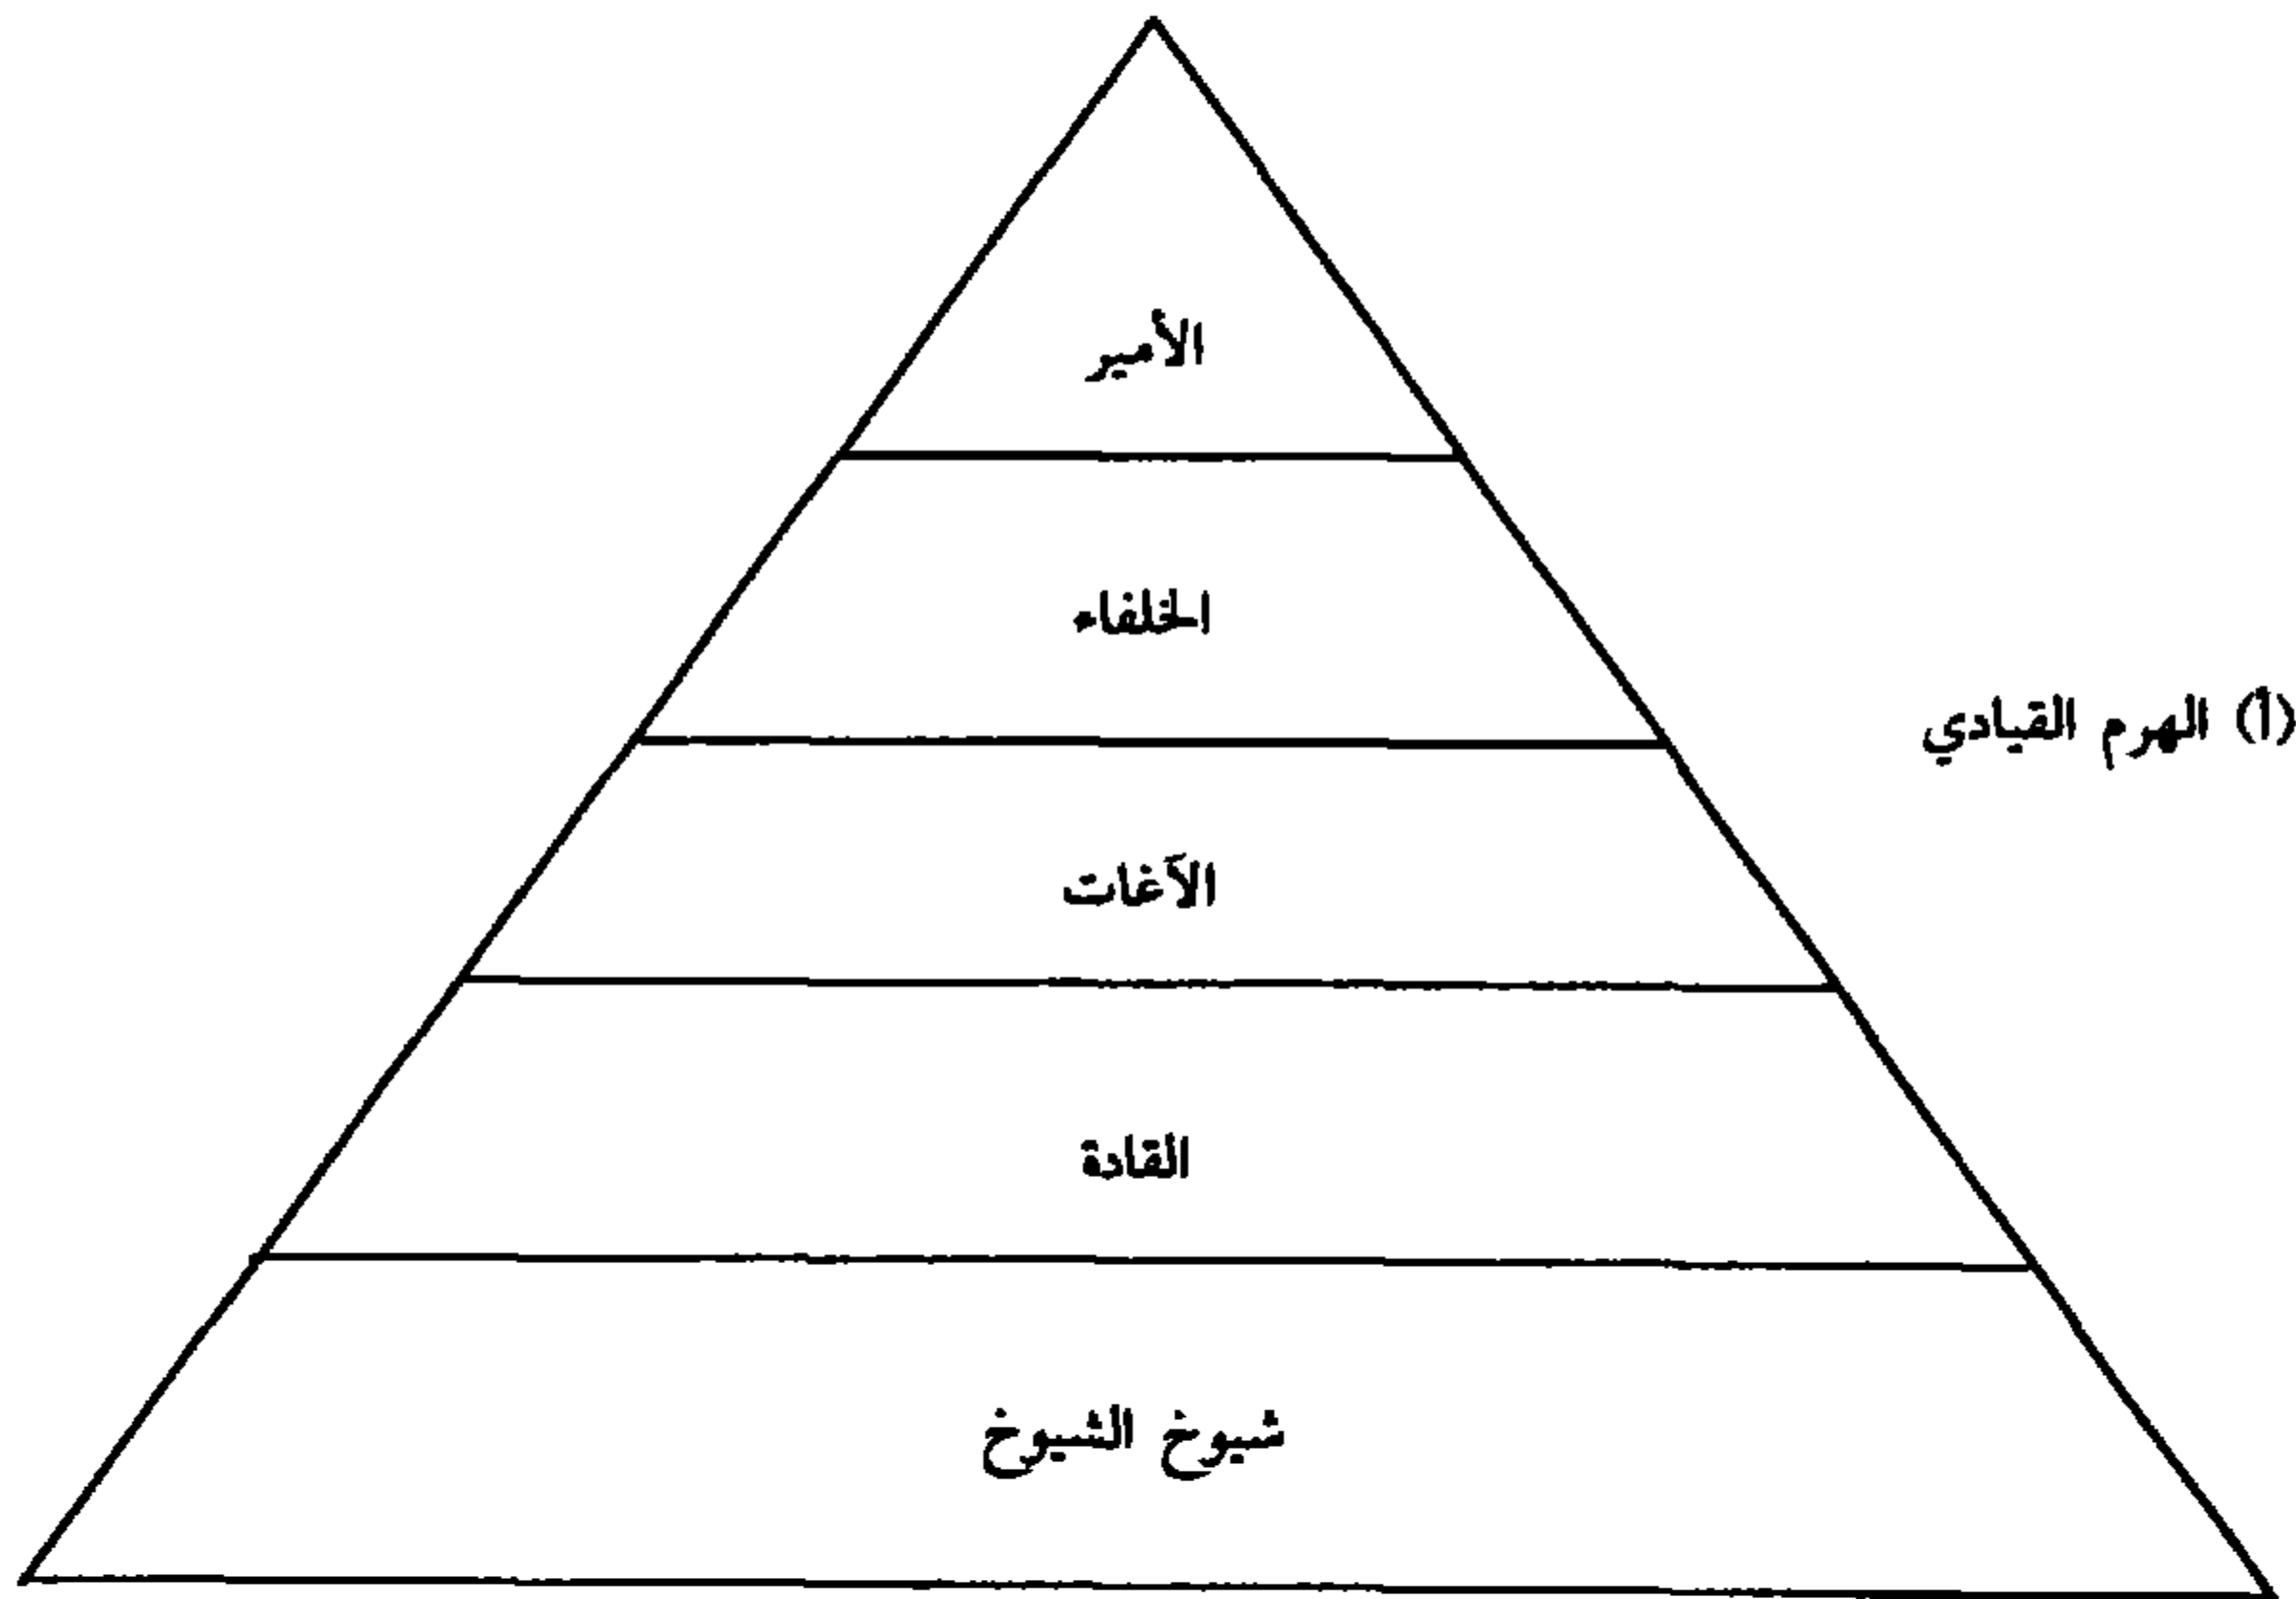 الأمير
الخلفاء
(أ) الهرم القيادي
الآغات
القادة
شيوخ الشيوخ